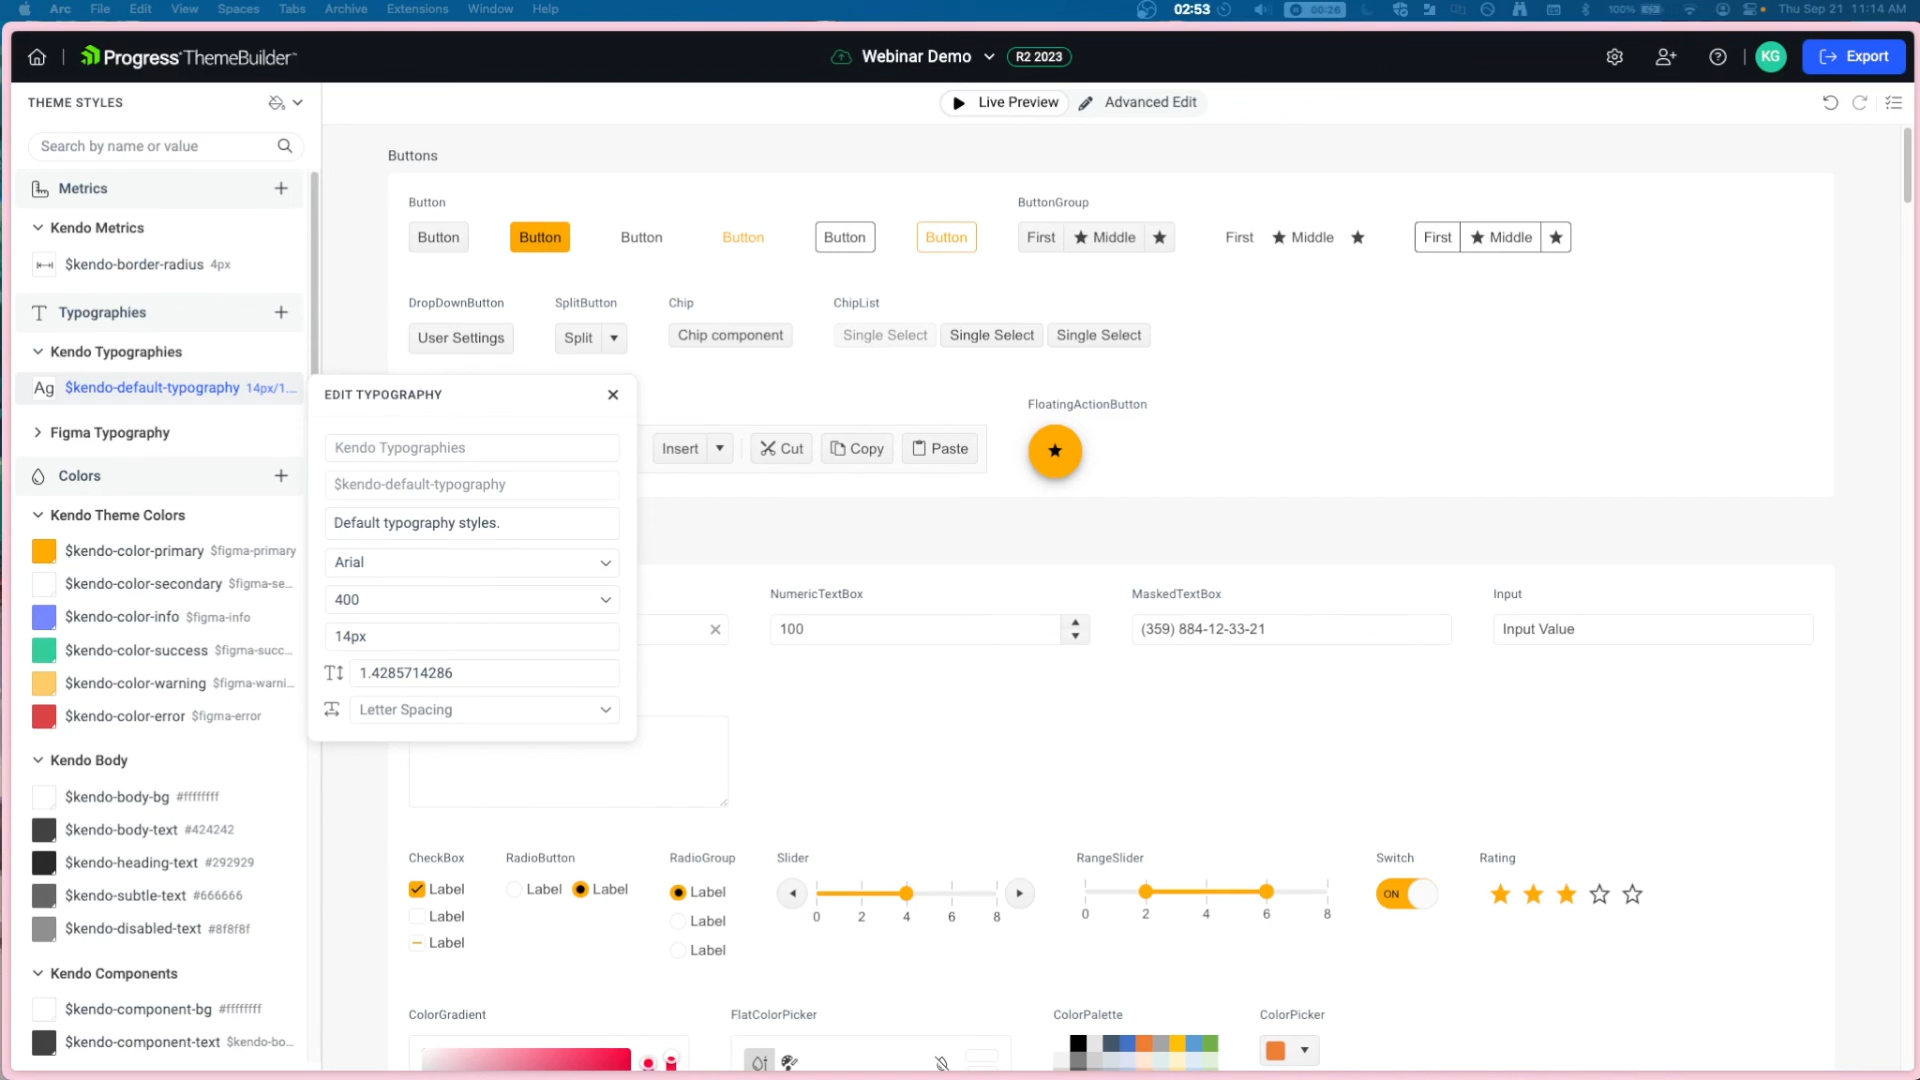 Arc File Edit View Spaces Tabs Archive Extensions Window Help 02:53 00:26 100% Thu Sep 21 11:14 AM
Progress ThemeBuilder Webinar Demo R2 2023 KG Export
THEME STYLES
Live Preview Advanced Edit
Search by name or value
Metrics
Kendo Metrics
$kendo-border-radius 4px
Typographies
Kendo Typographies
Ag $kendo-default-typography 14px/1....
Figma Typography
Colors
Kendo Theme Colors
$kendo-color-primary $figma-primary
$kendo-color-secondary $figma-se...
$kendo-color-info $figma-info
$kendo-color-success $figma-succ...
$kendo-color-warning $figma-warni...
$kendo-color-error $figma-error
Kendo Body
$kendo-body-bg #ffffffff
$kendo-body-text #424242
$kendo-heading-text #292929
$kendo-subtle-text #666666
$kendo-disabled-text #8f8f8f
Kendo Components
$kendo-component-bg #ffffffff
$kendo-component-text $kendo-bo...
EDIT TYPOGRAPHY
Kendo Typographies
$kendo-default-typography
Default typography styles.
Arial
400
14px
1.4285714286
Letter Spacing
Buttons
Button ButtonGroup
Button Button Button Button Button Button First Middle First Middle First Middle
DropDownButton SplitButton Chip ChipList
User Settings Split Chip component Single Select Single Select Single Select
FloatingActionButton
Insert Cut Copy Paste
NumericTextBox MaskedTextBox Input
100 (359) 884-12-33-21 Input Value
CheckBox RadioButton RadioGroup Slider RangeSlider Switch Rating
Label Label Label Label ON
Label Label
Label Label
0 2 4 6 8 0 2 4 6 8
ColorGradient FlatColorPicker ColorPalette ColorPicker